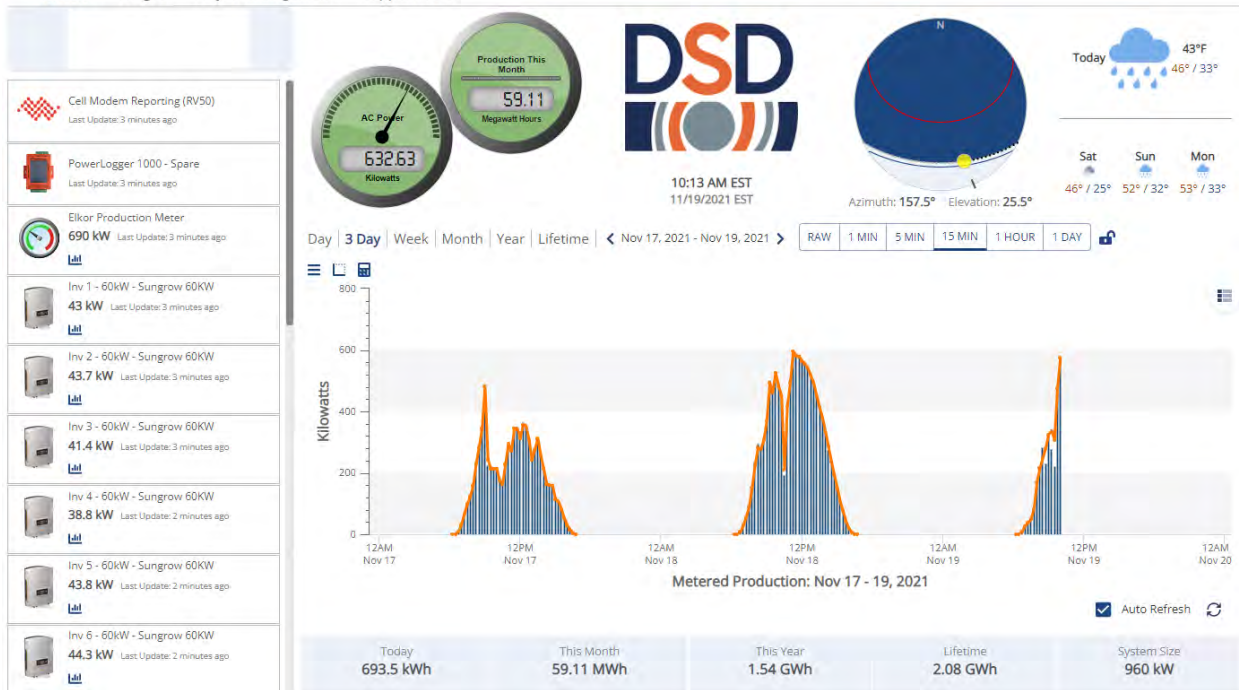 Cell Modem Reporting (RV50)
Last Update: 3 minutes ago
PowerLogger 1000 - Spare
Last Update: 3 minutes ago
Elkor Production Meter
690 kW Last Update: 3 minutes ago
Inv 1 - 60kW - Sungrow 60KW
43 kW Last Update: 3 minutes ago
Inv 2 - 60kW - Sungrow 60KW
43.7 kW Last Update: 3 minutes ago
Inv 3 - 60kW - Sungrow 60KW
41.4 kW Last Update: 3 minutes ago
Inv 4 - 60kW - Sungrow 60KW
38.8 kW Last Update: 2 minutes ago
Inv 5 - 60kW - Sungrow 60KW
43.8 kW Last Update: 2 minutes ago
Inv 6 - 60kW - Sungrow 60KW
44.3 kW Last Update: 2 minutes ago
AC Power
632.63
Kilowatts
Production This
Month
59.11
Megawatt Hours
DSD
10:13 AM EST
11/19/2021 EST
N
Azimuth: 157.5° Elevation: 25.5°
Today
43°F
46° / 33°
Sat Sun Mon
46° / 25° 52° / 32° 53° / 33°
Day | 3 Day | Week | Month | Year | Lifetime | Nov 17, 2021 - Nov 19, 2021 RAW 1 MIN 5 MIN 15 MIN 1 HOUR 1 DAY
Kilowatts
800
600
400
200
0
12AM 12PM 12AM 12PM 12AM 12PM 12AM
Nov 17 Nov 17 Nov 18 Nov 18 Nov 19 Nov 19 Nov 20
Metered Production: Nov 17 - 19, 2021
Auto Refresh
Today This Month This Year Lifetime System Size
693.5 kWh 59.11 MWh 1.54 GWh 2.08 GWh 960 kW